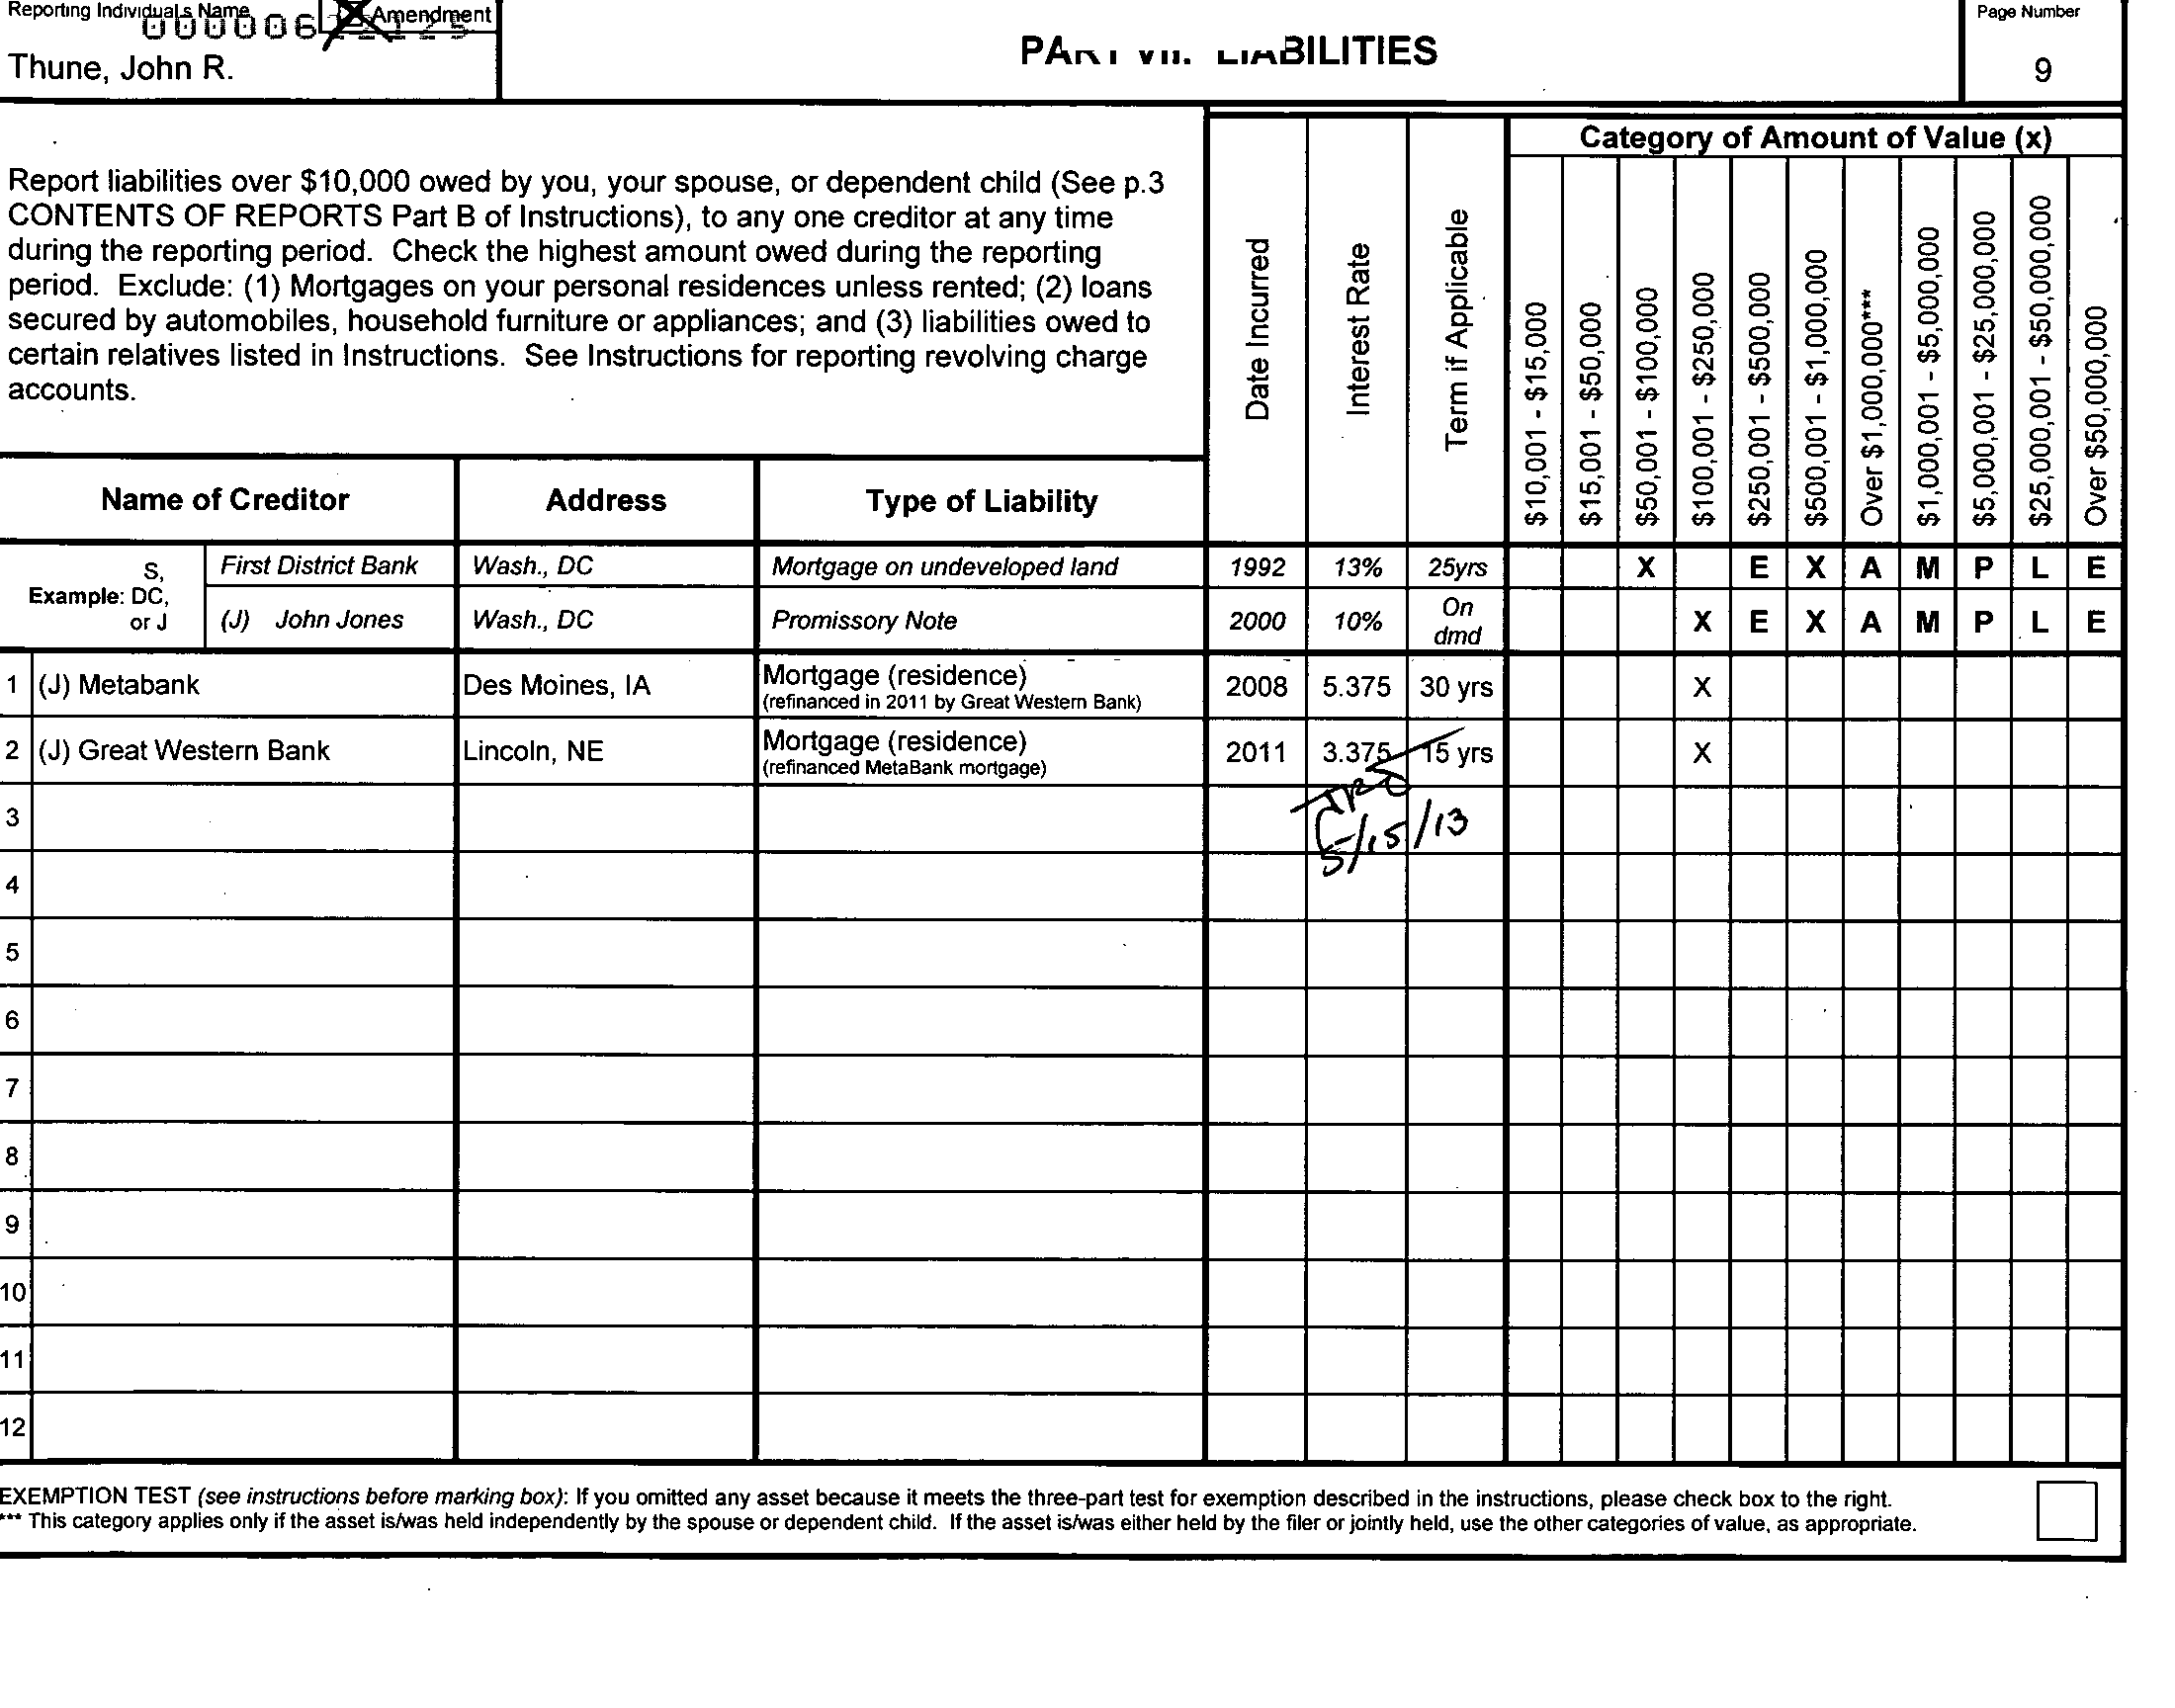 Reporting Individuals Name
Amendment
Thune, John R.
PART VII. LIABILITIES
Page Number
9
Report liabilities over $10,000 owed by you, your spouse, or dependent child (See p.3
CONTENTS OF REPORTS Part B of Instructions), to any one creditor at any time
during the reporting period. Check the highest amount owed during the reporting
period. Exclude: (1) Mortgages on your personal residences unless rented; (2) loans
secured by automobiles, household furniture or appliances; and (3) liabilities owed to
certain relatives listed in Instructions. See Instructions for reporting revolving charge
accounts.
Date Incurred
Interest Rate
Term if Applicable
Category of Amount of Value (x)
$10,001 - $15,000
$15,001 - $50,000
$50,001 - $100,000
$100,001 - $250,000
$250,001 - $500,000
$500,001 - $1,000,000
Over $1,000,000***
$1,000,001 - $5,000,000
$5,000,001 - $25,000,000
$25,000,001 - $50,000,000
Over $50,000,000
Name of Creditor Address Type of Liability
Example: S, DC, or J
First District Bank Wash., DC Mortgage on undeveloped land 1992 13% 25yrs X E X A M P L E
(J) John Jones Wash., DC Promissory Note 2000 10% On dmd X E X A M P L E
1 (J) Metabank Des Moines, IA Mortgage (residence) 2008 5.375 30 yrs X
(refinanced in 2011 by Great Western Bank)
2 (J) Great Western Bank Lincoln, NE Mortgage (residence) 2011 3.375 15 yrs X
(refinanced MetaBank mortgage)
5/15/13
3
4
5
6
7
8
9
10
11
12
EXEMPTION TEST (see instructions before marking box): If you omitted any asset because it meets the three-part test for exemption described in the instructions, please check box to the right.
*** This category applies only if the asset is/was held independently by the spouse or dependent child. If the asset is/was either held by the filer or jointly held, use the other categories of value, as appropriate.